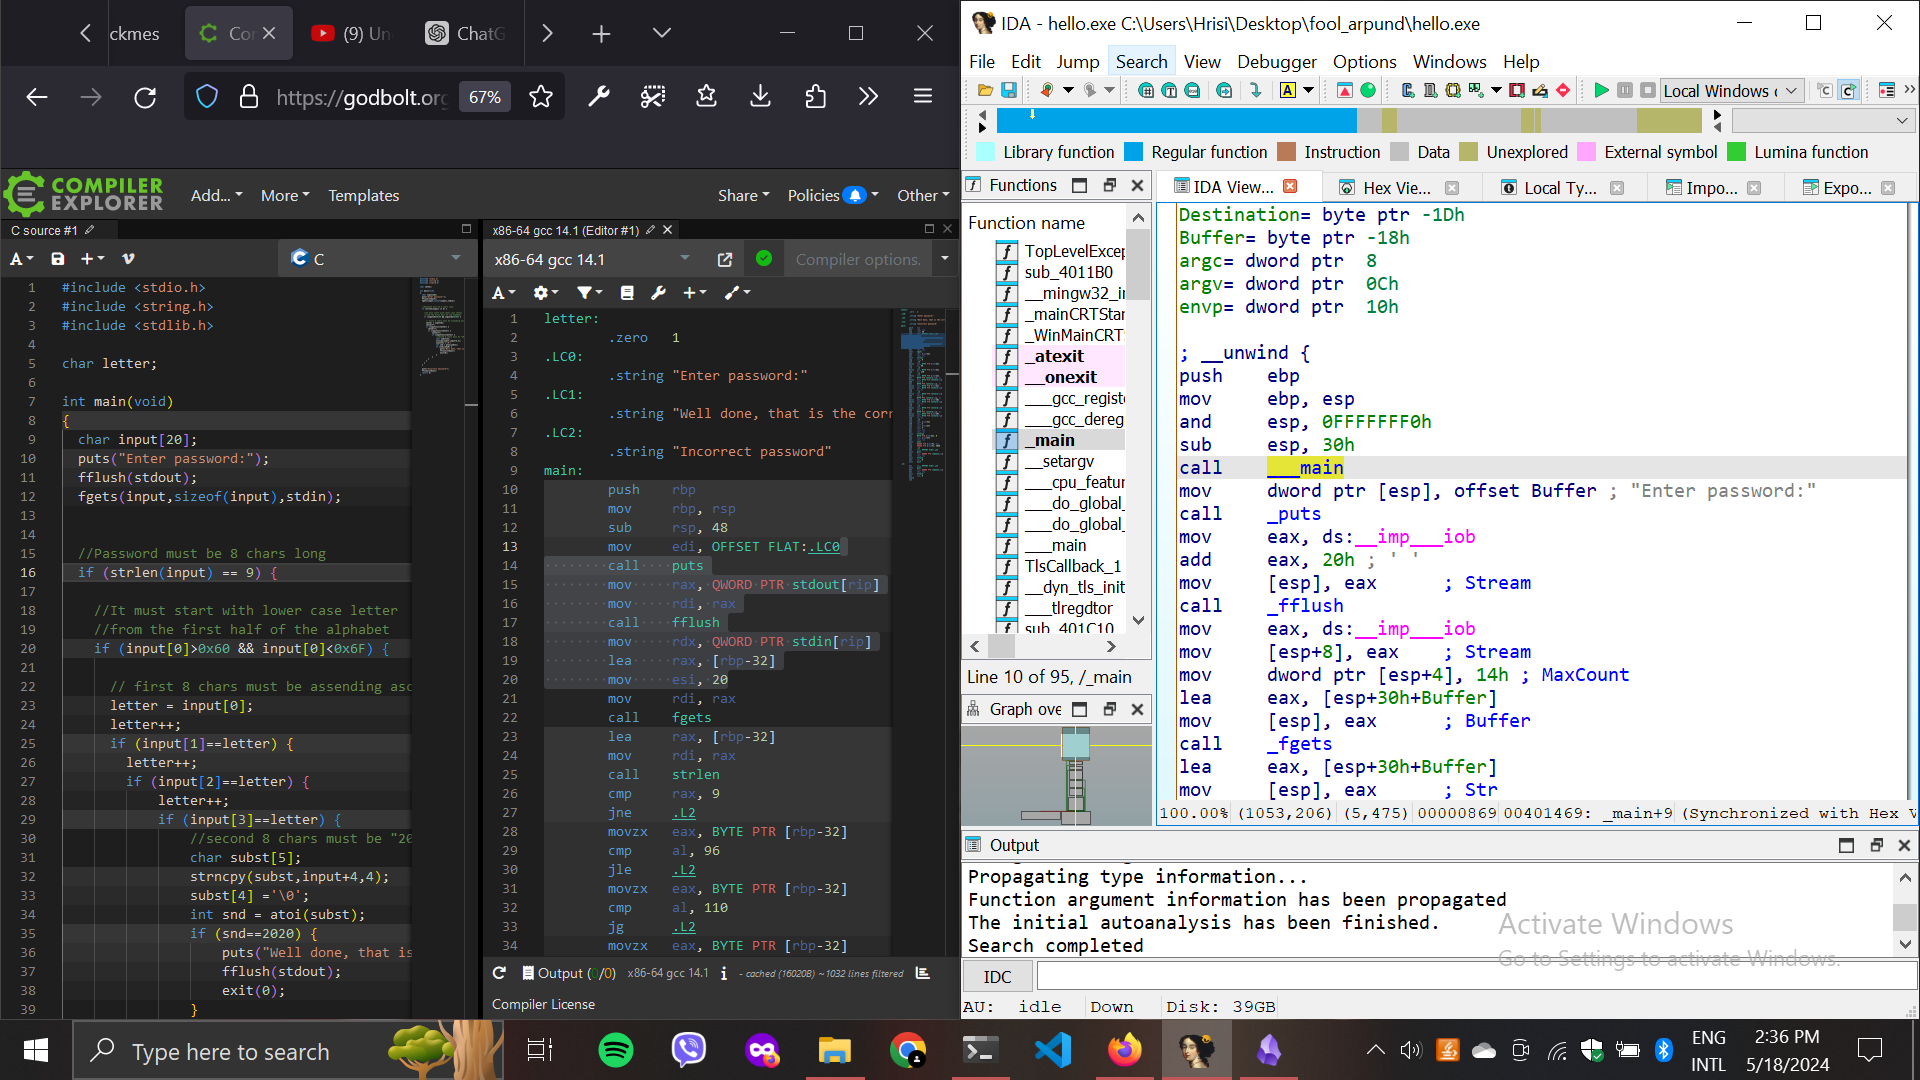 ckmes
Cor
(9) Un
ChatG
https://godbolt.org
67%
COMPILER
EXPLORER
Add...
More
Templates
Share
Policies
Other
C source #1
A
C
1 #include <stdio.h>
2 #include <string.h>
3 #include <stdlib.h>
4
5 char letter;
6
7 int main(void)
8 {
9 char input[20];
10 puts("Enter password:");
11 fflush(stdout);
12 fgets(input,sizeof(input),stdin);
13
14
15 //Password must be 8 chars long
16 if (strlen(input) == 9) {
17
18 //It must start with lower case letter
19 //from the first half of the alphabet
20 if (input[0]>0x60 && input[0]<0x6F) {
21
22 // first 8 chars must be assending asc
23 letter = input[0];
24 letter++;
25 if (input[1]==letter) {
26 letter++;
27 if (input[2]==letter) {
28 letter++;
29 if (input[3]==letter) {
30 //second 8 chars must be "20
31 char subst[5];
32 strncpy(subst,input+4,4);
33 subst[4] ='\0';
34 int snd = atoi(subst);
35 if (snd==2020) {
36 puts("Well done, that is
37 fflush(stdout);
38 exit(0);
39 }
x86-64 gcc 14.1 (Editor #1)
x86-64 gcc 14.1
Compiler options.
A
1 letter:
2 .zero 1
3 .LC0:
4 .string "Enter password:"
5 .LC1:
6 .string "Well done, that is the corr
7 .LC2:
8 .string "Incorrect password"
9 main:
10 push rbp
11 mov rbp, rsp
12 sub rsp, 48
13 mov edi, OFFSET FLAT:.LC0
14 call puts
15 mov rax, QWORD PTR stdout[rip]
16 mov rdi, rax
17 call fflush
18 mov rdx, QWORD PTR stdin[rip]
19 lea rax, [rbp-32]
20 mov esi, 20
21 mov rdi, rax
22 call fgets
23 lea rax, [rbp-32]
24 mov rdi, rax
25 call strlen
26 cmp rax, 9
27 jne .L2
28 movzx eax, BYTE PTR [rbp-32]
29 cmp al, 96
30 jle .L2
31 movzx eax, BYTE PTR [rbp-32]
32 cmp al, 110
33 jg .L2
34 movzx eax, BYTE PTR [rbp-32]
Output (0/0) x86-64 gcc 14.1 i - cached (16020B) ~1032 lines filtered
Compiler License
IDA - hello.exe C:\Users\Hrisi\Desktop\fool_arpund\hello.exe
File Edit Jump Search View Debugger Options Windows Help
Local Windows
Library function
Regular function
Instruction
Data
Unexplored
External symbol
Lumina function
Functions
Function name
TopLevelExcep
sub_4011B0
__mingw32_in
_mainCRTStar
_WinMainCRT
_atexit
__onexit
___gcc_registe
___gcc_dereg
_main
__setargv
___cpu_featur
___do_global_
___do_global_
___main
TlsCallback_1
__dyn_tls_init
___tlregdtor
sub_401C10
Line 10 of 95, /_main
Graph ove
IDA View...
Hex Vie...
Local Ty...
Impo...
Expo...
Destination= byte ptr -1Dh
Buffer= byte ptr -18h
argc= dword ptr 8
argv= dword ptr 0Ch
envp= dword ptr 10h
; __unwind {
push ebp
mov ebp, esp
and esp, 0FFFFFFF0h
sub esp, 30h
call ___main
mov dword ptr [esp], offset Buffer ; "Enter password:"
call _puts
mov eax, ds:__imp___iob
add eax, 20h ; ' '
mov [esp], eax ; Stream
call _fflush
mov eax, ds:__imp___iob
mov [esp+8], eax ; Stream
mov dword ptr [esp+4], 14h ; MaxCount
lea eax, [esp+30h+Buffer]
mov [esp], eax ; Buffer
call _fgets
lea eax, [esp+30h+Buffer]
mov [esp], eax ; Str
100.00% (1053,206) (5,475) 00000869 00401469: _main+9 (Synchronized with Hex V
Output
Propagating type information...
Function argument information has been propagated
The initial autoanalysis has been finished.
Search completed
Activate Windows
Go to Settings to activate Windows.
IDC
AU: idle Down Disk: 39GB
Type here to search
ENG
INTL
2:36 PM
5/18/2024